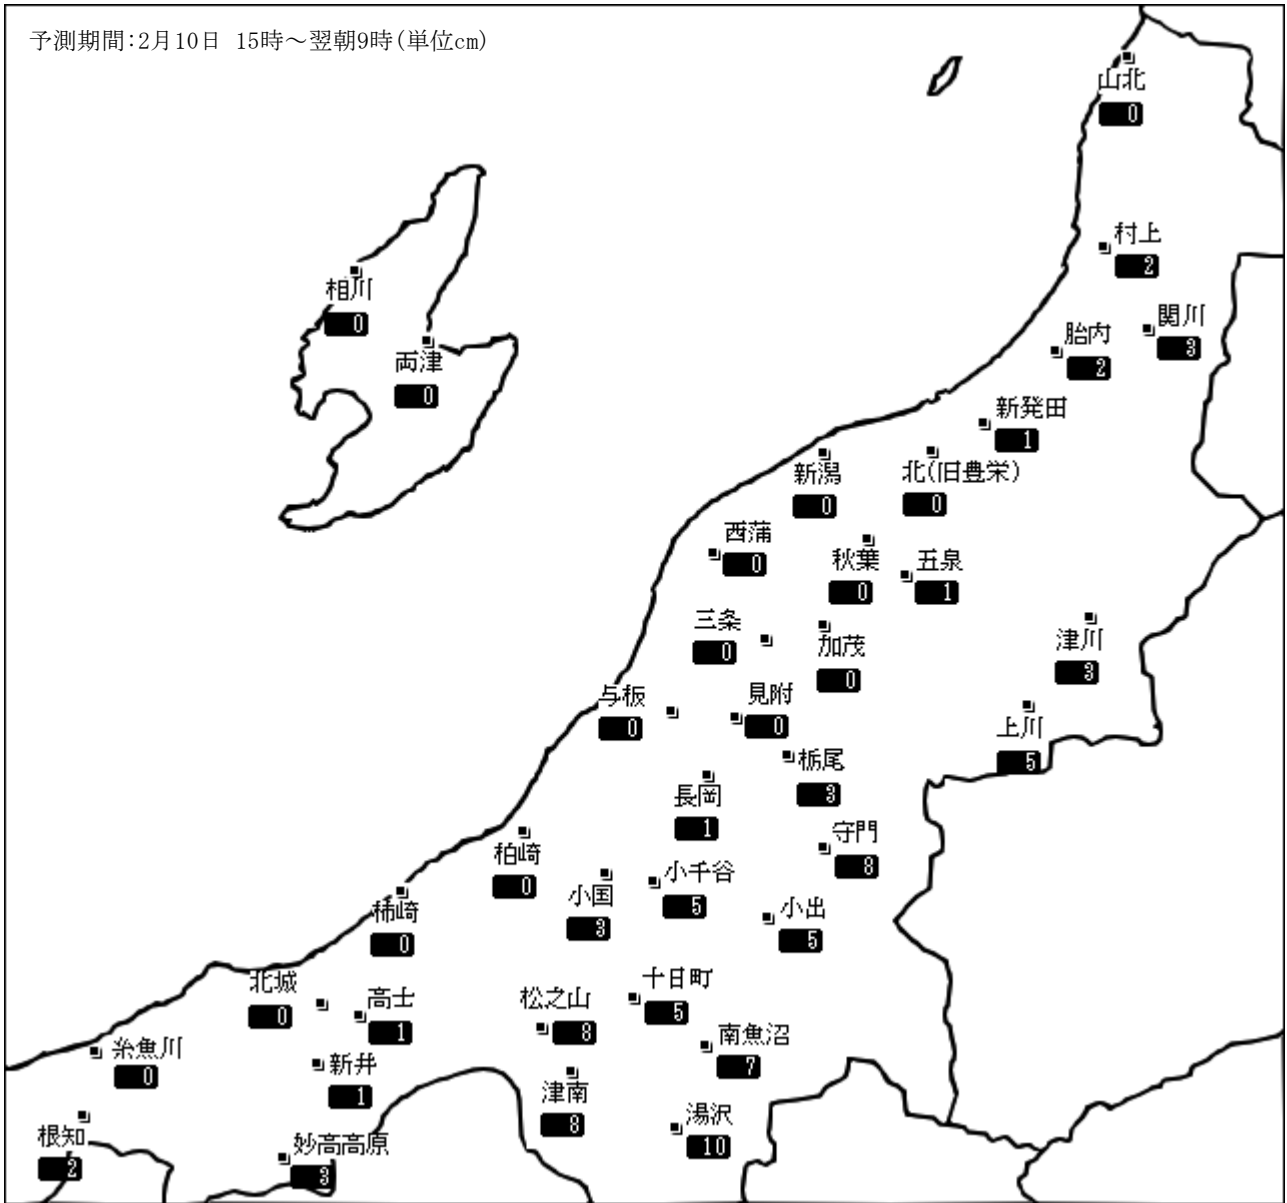 予測期間:2月10日 15時～翌朝9時(単位cm)
山北
0
村上
2
相川
0
関川
3
胎内
2
両津
0
新発田
1
新潟
0
北(旧豊栄)
0
西蒲
0
秋葉
0
五泉
1
三条
0
加茂
0
津川
3
与板
0
見附
0
上川
5
栃尾
3
長岡
1
守門
8
柏崎
0
小国
3
小千谷
5
小出
5
柿崎
0
北城
0
高士
1
松之山
8
十日町
5
南魚沼
7
糸魚川
0
新井
1
津南
8
湯沢
10
根知
2
妙高高原
3